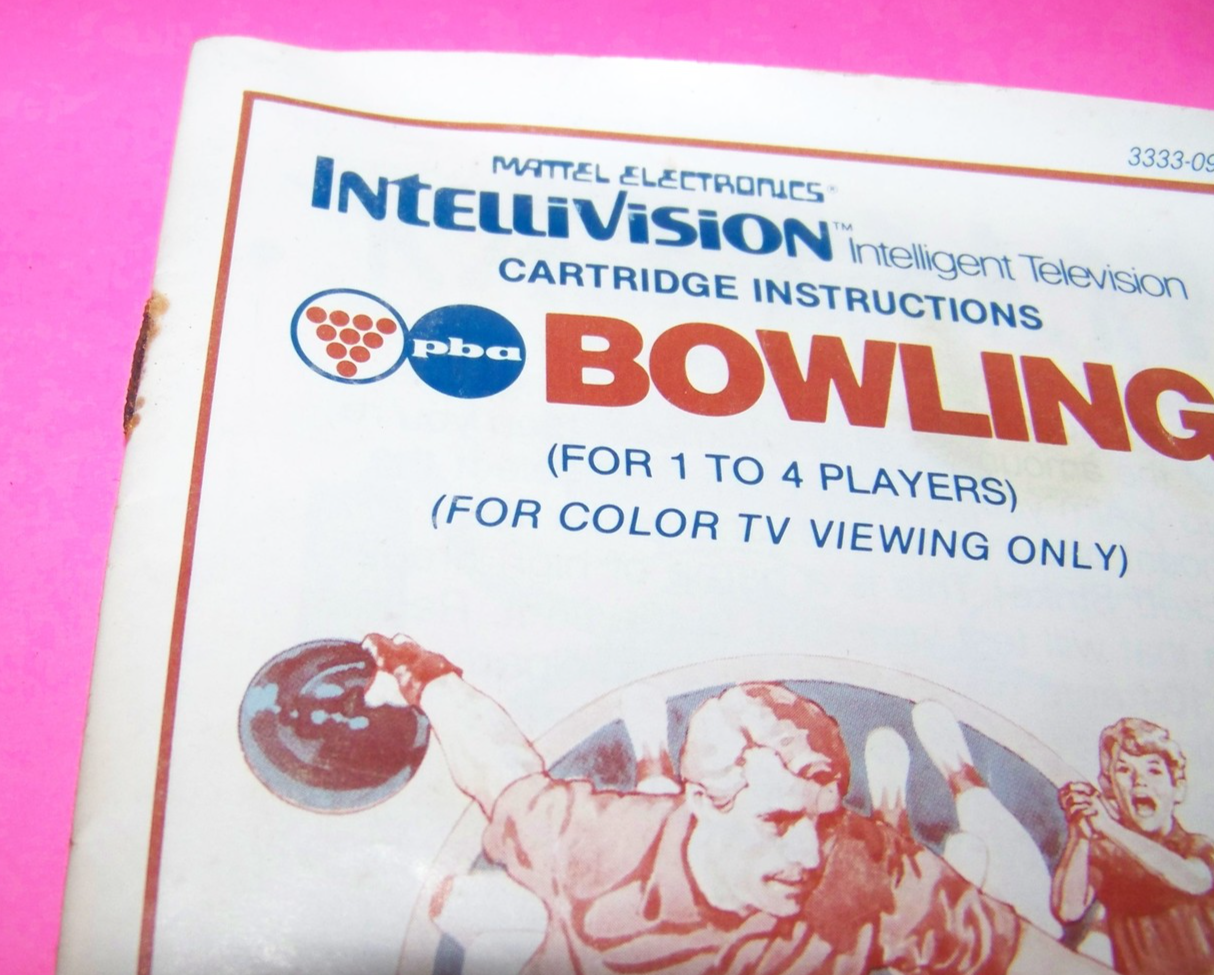 3333-09
MATTEL ELECTRONICS®
INTELLIVISION™ Intelligent Television
CARTRIDGE INSTRUCTIONS
pba BOWLING
(FOR 1 TO 4 PLAYERS)
(FOR COLOR TV VIEWING ONLY)